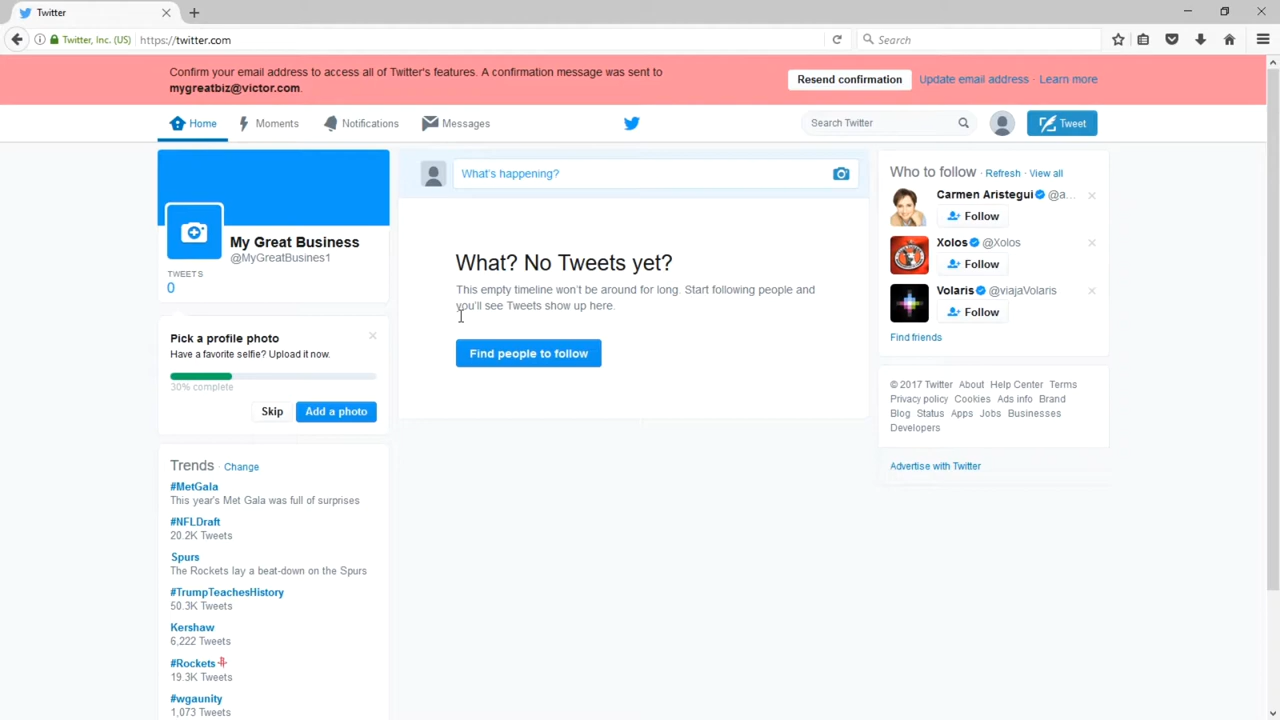 Twitter
Twitter, Inc. (US) https://twitter.com
Search
Confirm your email address to access all of Twitter's features. A confirmation message was sent to
mygreatbiz@victor.com.
Resend confirmation
Update email address · Learn more
Home
Moments
Notifications
Messages
Search Twitter
Tweet
My Great Business
@MyGreatBusines1
TWEETS
0
Pick a profile photo
Have a favorite selfie? Upload it now.
30% complete
Skip
Add a photo
Trends · Change
#MetGala
This year's Met Gala was full of surprises
#NFLDraft
20.2K Tweets
Spurs
The Rockets lay a beat-down on the Spurs
#TrumpTeachesHistory
50.3K Tweets
Kershaw
6,222 Tweets
#Rockets
19.3K Tweets
#wgaunity
1,073 Tweets
What's happening?
What? No Tweets yet?
This empty timeline won't be around for long. Start following people and
you'll see Tweets show up here.
Find people to follow
Who to follow · Refresh · View all
Carmen Aristegui @a...
Follow
Xolos @Xolos
Follow
Volaris @viajaVolaris
Follow
Find friends
© 2017 Twitter About Help Center Terms
Privacy policy Cookies Ads info Brand
Blog Status Apps Jobs Businesses
Developers
Advertise with Twitter